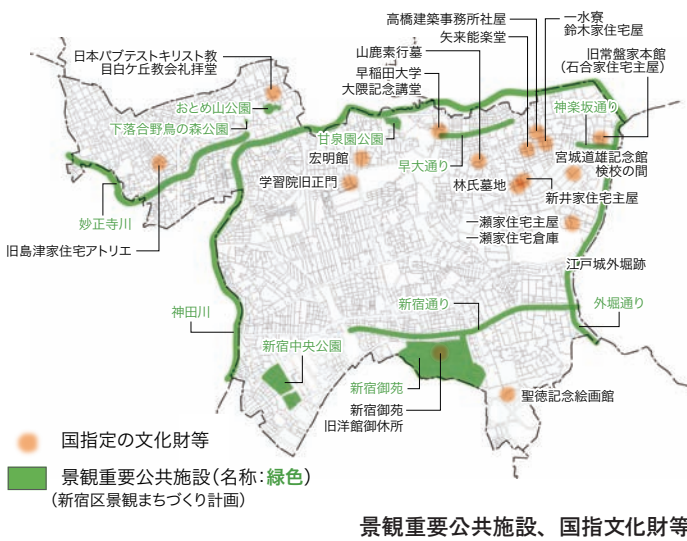 高橋建築事務所社屋
一水寮
鈴木家住宅屋
矢来能楽堂
山鹿素行墓
旧常盤家本館
(石合家住宅主屋)
日本バプテストキリスト教
目白ケ丘教会礼拝堂
早稲田大学
大隈記念講堂
おとめ山公園
神楽坂通り
下落合野鳥の森公園
甘泉園公園
宏明館
早大通り
宮城道雄記念館
検校の間
学習院旧正門
林氏墓地
新井家住宅主屋
妙正寺川
一瀬家住宅主屋
一瀬家住宅倉庫
旧島津家住宅アトリエ
江戸城外堀跡
神田川
新宿通り
外堀通り
新宿中央公園
新宿御苑
聖徳記念絵画館
新宿御苑
旧洋館御休所
国指定の文化財等
景観重要公共施設(名称:緑色)
(新宿区景観まちづくり計画)
景観重要公共施設、国指文化財等